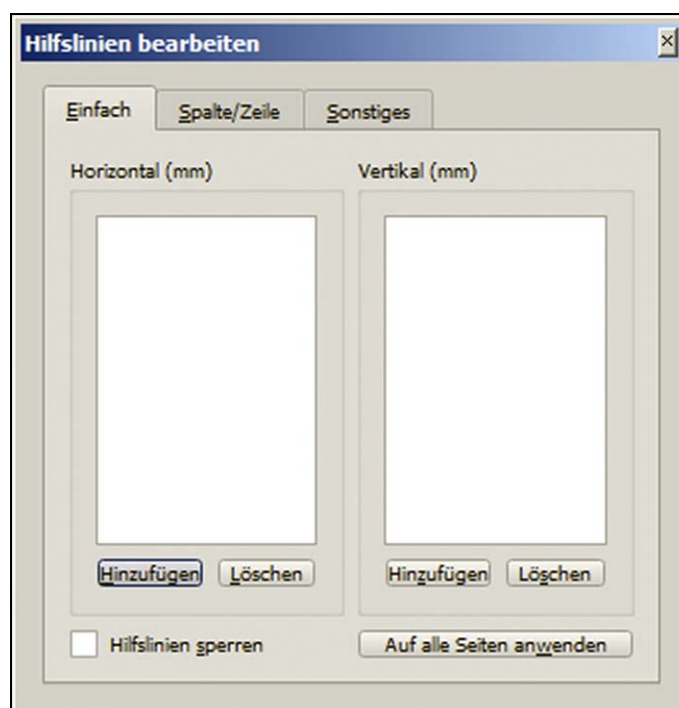 Hilfslinien bearbeiten
Einfach Spalte/Zeile Sonstiges
Horizontal (mm) Vertikal (mm)
Hinzufügen Löschen Hinzufügen Löschen
Hilfslinien sperren Auf alle Seiten anwenden